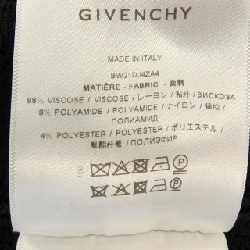 GIVENCHY
MADE IN ITALY
BW210J4ZA4
MATIÈRE - FABRIC - 面料
88% VISCOSE / VISCOSE / レーヨン / 粘纤 / ВИСКОЗА
8% POLYAMIDE / POLYAMIDE / ナイロン / 锦纶 /
ПОЛИАМИД
4% POLYESTER / POLYESTER / ポリエステル /
聚酯纤维 / ПОЛИЭФИР